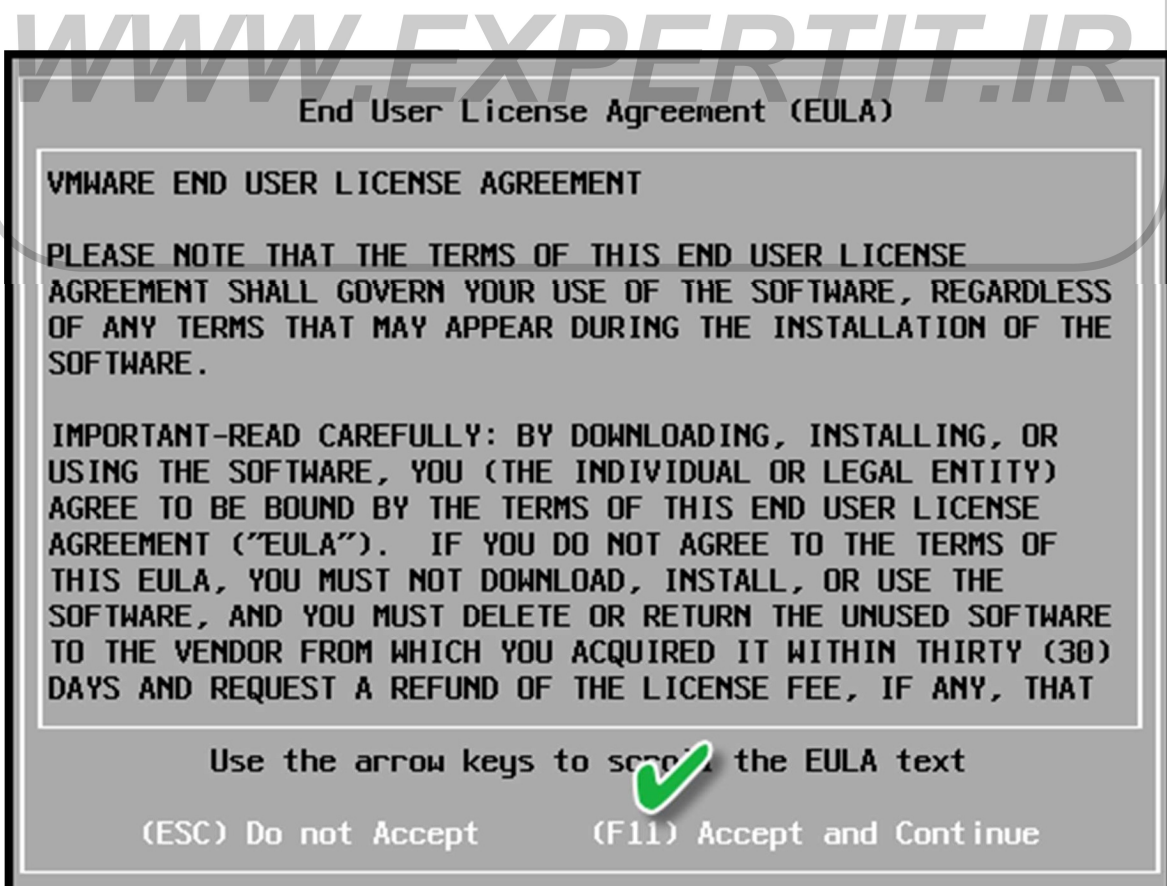 WWW.EXPERTIT.IR
End User License Agreement (EULA)
VMWARE END USER LICENSE AGREEMENT
PLEASE NOTE THAT THE TERMS OF THIS END USER LICENSE
AGREEMENT SHALL GOVERN YOUR USE OF THE SOFTWARE, REGARDLESS
OF ANY TERMS THAT MAY APPEAR DURING THE INSTALLATION OF THE
SOFTWARE.
IMPORTANT-READ CAREFULLY: BY DOWNLOADING, INSTALLING, OR
USING THE SOFTWARE, YOU (THE INDIVIDUAL OR LEGAL ENTITY)
AGREE TO BE BOUND BY THE TERMS OF THIS END USER LICENSE
AGREEMENT ("EULA").  IF YOU DO NOT AGREE TO THE TERMS OF
THIS EULA, YOU MUST NOT DOWNLOAD, INSTALL, OR USE THE
SOFTWARE, AND YOU MUST DELETE OR RETURN THE UNUSED SOFTWARE
TO THE VENDOR FROM WHICH YOU ACQUIRED IT WITHIN THIRTY (30)
DAYS AND REQUEST A REFUND OF THE LICENSE FEE, IF ANY, THAT
Use the arrow keys to scroll the EULA text
(ESC) Do not Accept (F11) Accept and Continue